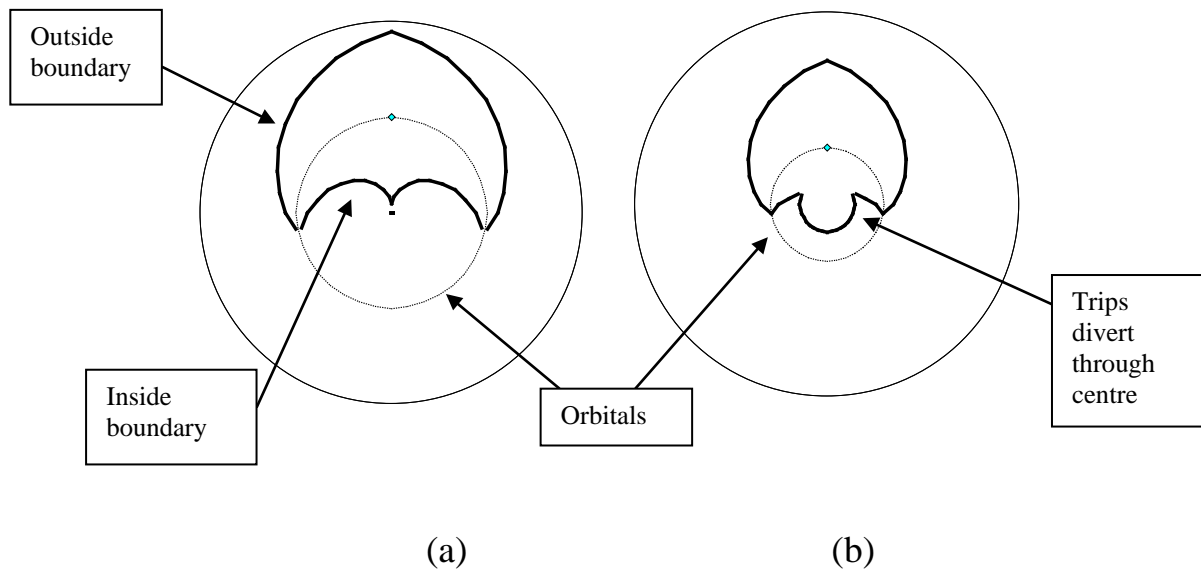 Outside
boundary
Inside
boundary
Orbitals
Trips
divert
through
centre
(a)
(b)